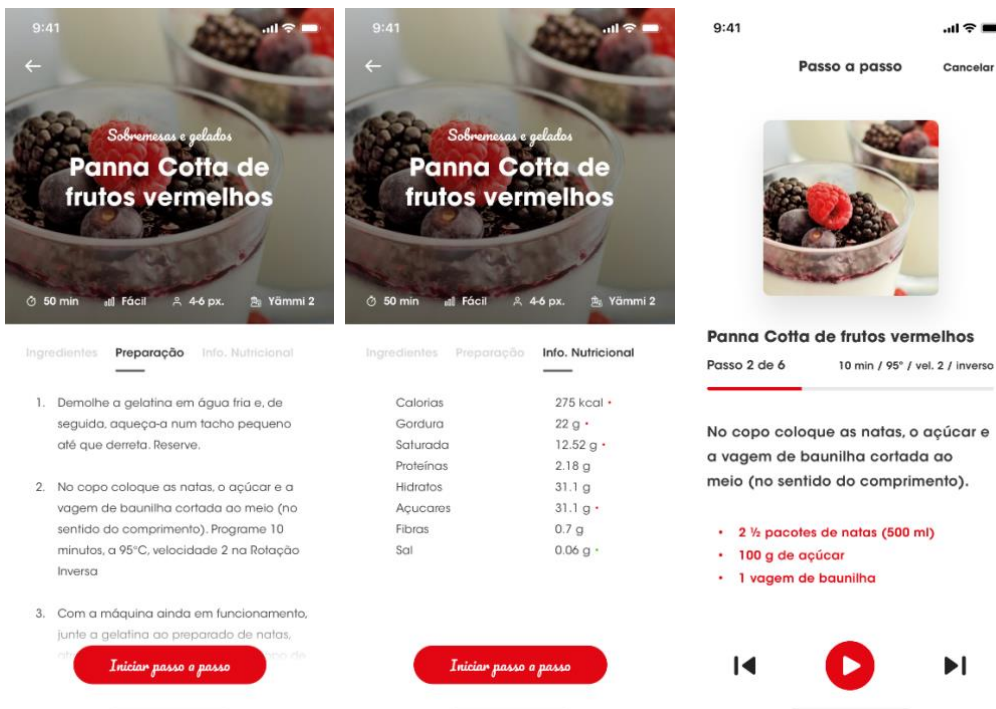 9:41
Sobremesas e gelados
Panna Cotta de
frutos vermelhos
50 min Fácil 4-6 px. Yämmi 2
Ingredientes Preparação Info. Nutricional
1. Demolhe a gelatina em água fria e, de
seguida, aqueça-a num tacho pequeno
até que derreta. Reserve.
2. No copo coloque as natas, o açúcar e a
vagem de baunilha cortada ao meio (no
sentido do comprimento). Programe 10
minutos, a 95°C, velocidade 2 na Rotação
Inversa
3. Com a máquina ainda em funcionamento,
junte a gelatina ao preparado de natas,
Iniciar passo a passo
9:41
Sobremesas e gelados
Panna Cotta de
frutos vermelhos
50 min Fácil 4-6 px. Yämmi 2
Ingredientes Preparação Info. Nutricional
Calorias 275 kcal •
Gordura 22 g •
Saturada 12.52 g •
Proteínas 2.18 g
Hidratos 31.1 g
Açucares 31.1 g •
Fibras 0.7 g
Sal 0.06 g •
Iniciar passo a passo
9:41
Passo a passo Cancelar
Panna Cotta de frutos vermelhos
Passo 2 de 6 10 min / 95° / vel. 2 / inverso
No copo coloque as natas, o açúcar e
a vagem de baunilha cortada ao
meio (no sentido do comprimento).
• 2 ½ pacotes de natas (500 ml)
• 100 g de açúcar
• 1 vagem de baunilha